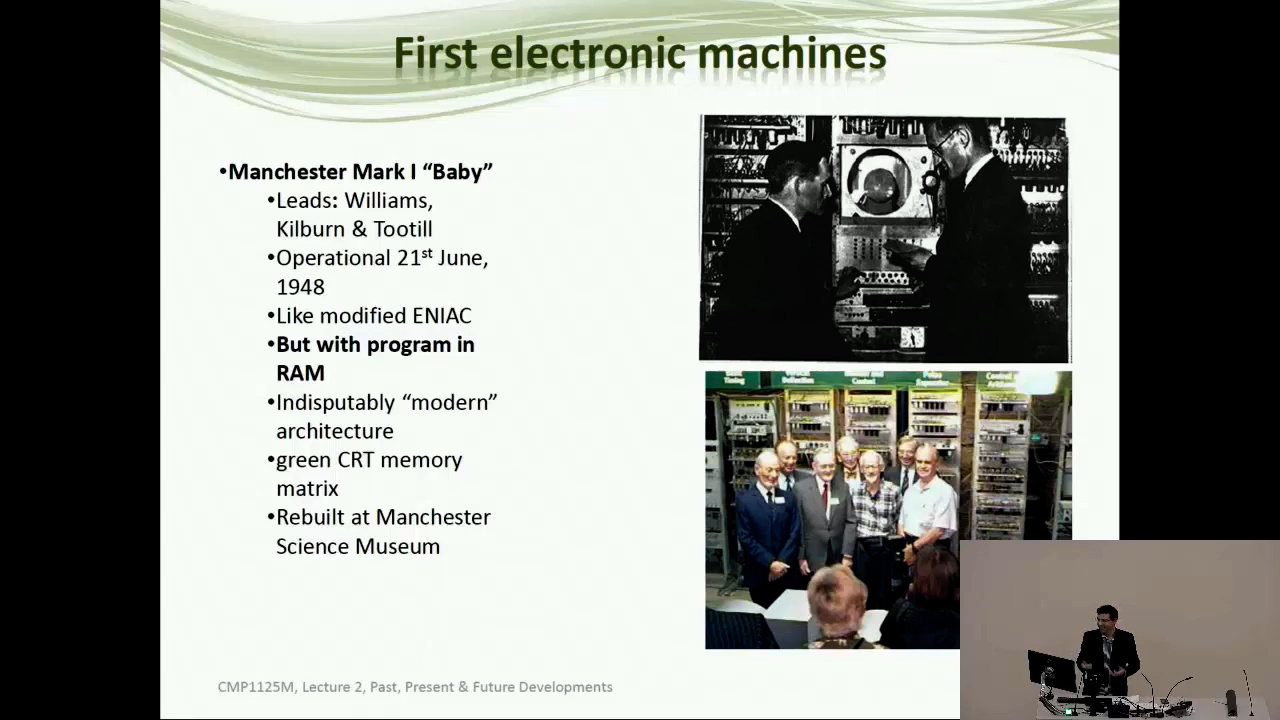 First electronic machines
•Manchester Mark I “Baby”
•Leads: Williams,
Kilburn & Tootill
•Operational 21st June,
1948
•Like modified ENIAC
•But with program in
RAM
•Indisputably “modern”
architecture
•green CRT memory
matrix
•Rebuilt at Manchester
Science Museum
CMP1125M, Lecture 2, Past, Present & Future Developments